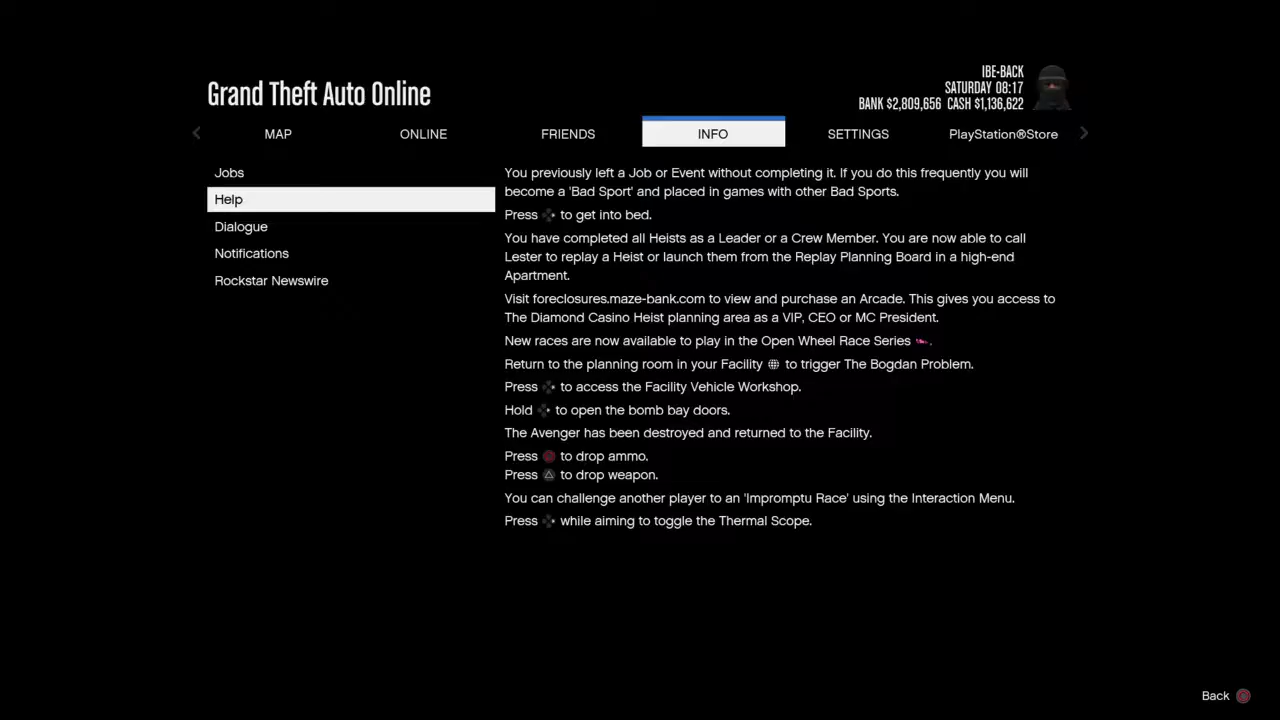 Grand Theft Auto Online
IBE-BACK
SATURDAY 08:17
BANK $2,809,656 CASH $1,136,622
MAP
ONLINE
FRIENDS
INFO
SETTINGS
PlayStation®Store
Jobs
Help
Dialogue
Notifications
Rockstar Newswire
You previously left a Job or Event without completing it. If you do this frequently you will
become a 'Bad Sport' and placed in games with other Bad Sports.
Press to get into bed.
You have completed all Heists as a Leader or a Crew Member. You are now able to call
Lester to replay a Heist or launch them from the Replay Planning Board in a high-end
Apartment.
Visit foreclosures.maze-bank.com to view and purchase an Arcade. This gives you access to
The Diamond Casino Heist planning area as a VIP, CEO or MC President.
New races are now available to play in the Open Wheel Race Series .
Return to the planning room in your Facility to trigger The Bogdan Problem.
Press to access the Facility Vehicle Workshop.
Hold to open the bomb bay doors.
The Avenger has been destroyed and returned to the Facility.
Press to drop ammo.
Press to drop weapon.
You can challenge another player to an 'Impromptu Race' using the Interaction Menu.
Press while aiming to toggle the Thermal Scope.
Back